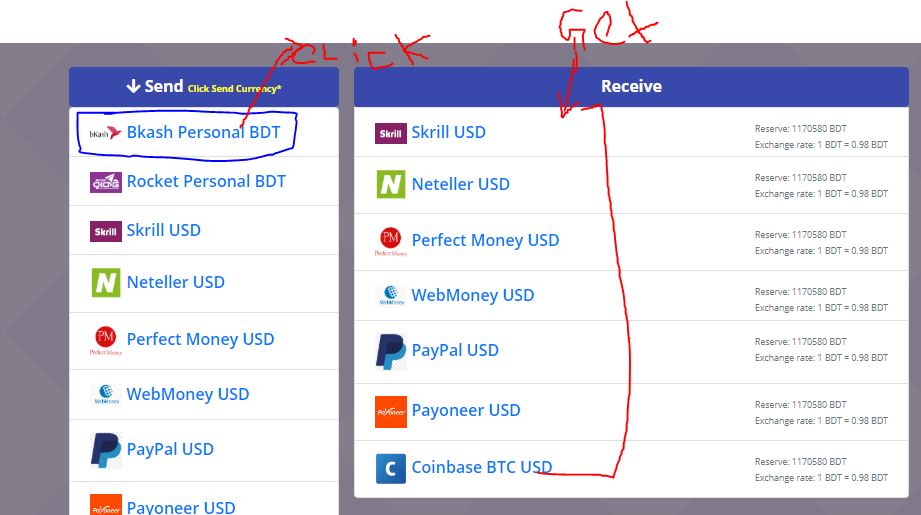 CLick
Get
Send Click Send Currency*
bKash Bkash Personal BDT
Rocket Personal BDT
Skrill Skrill USD
N Neteller USD
PM Perfect Money Perfect Money USD
WebMoney WebMoney USD
PayPal USD
Payoneer Payoneer USD
Receive
Skrill Skrill USD
Reserve: 1170580 BDT
Exchange rate: 1 BDT = 0.98 BDT
N Neteller USD
Reserve: 1170580 BDT
Exchange rate: 1 BDT = 0.98 BDT
PM Perfect Money Perfect Money USD
Reserve: 1170580 BDT
Exchange rate: 1 BDT = 0.98 BDT
WebMoney WebMoney USD
Reserve: 1170580 BDT
Exchange rate: 1 BDT = 0.98 BDT
PayPal USD
Reserve: 1170580 BDT
Exchange rate: 1 BDT = 0.98 BDT
Payoneer Payoneer USD
Reserve: 1170580 BDT
Exchange rate: 1 BDT = 0.98 BDT
C Coinbase BTC USD
Reserve: 1170580 BDT
Exchange rate: 1 BDT = 0.98 BDT